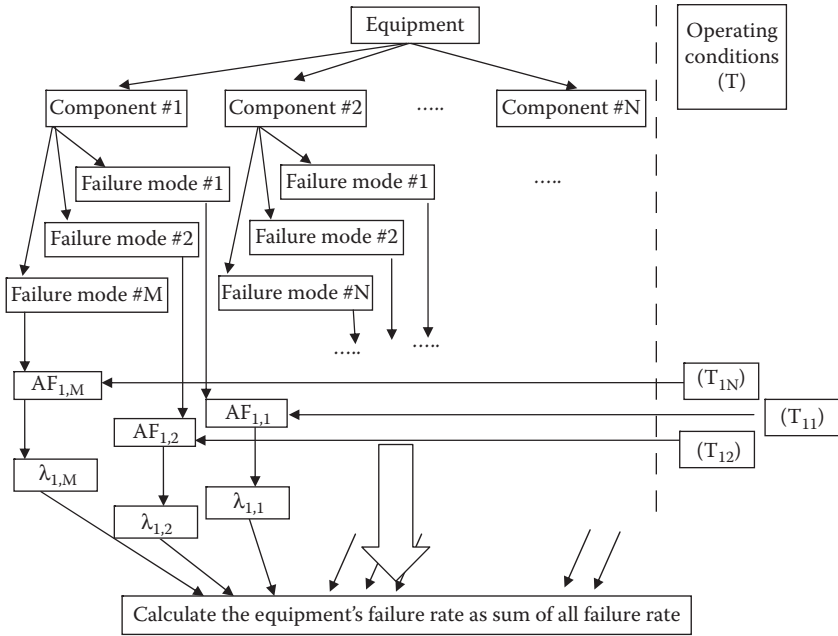 Equipment
Operating
conditions
(T)
Component #1
Component #2
.....
Component #N
Failure mode #1
Failure mode #1
.....
Failure mode #2
Failure mode #2
Failure mode #M
Failure mode #N
.....
.....
AF1,M
(T1N)
AF1,1
(T11)
AF1,2
(T12)
λ1,M
λ1,1
λ1,2
Calculate the equipment's failure rate as sum of all failure rate